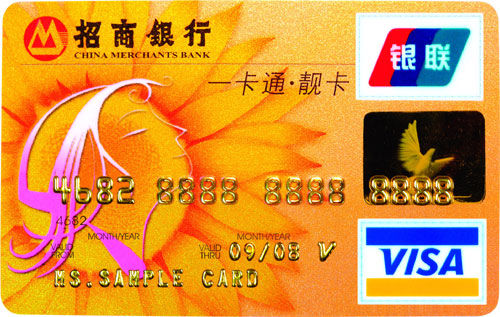 招商银行
CHINA MERCHANTS BANK
银联
一卡通·靓卡
4682 8888 8888 8888
4682
MONTH/YEAR MONTH/YEAR
VALID FROM VALID THRU 09/08 V
MS.SAMPLE CARD
VISA